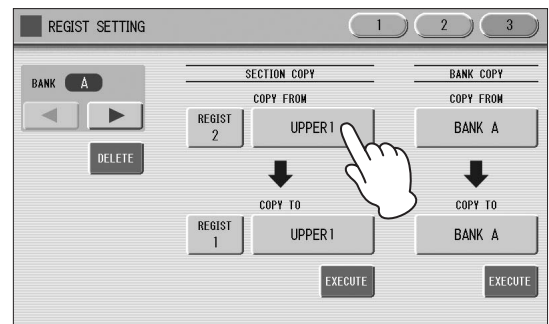 REGIST SETTING
1 2 3
BANK A
DELETE
SECTION COPY
COPY FROM
REGIST
2
UPPER1
COPY TO
REGIST
1
UPPER1
EXECUTE
BANK COPY
COPY FROM
BANK A
COPY TO
BANK A
EXECUTE